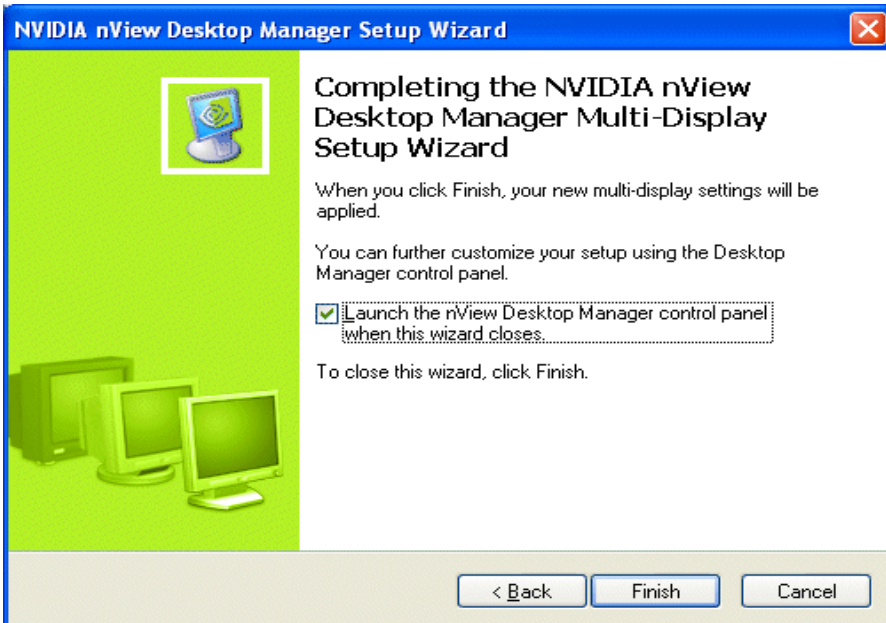 NVIDIA nView Desktop Manager Setup Wizard
Completing the NVIDIA nView
Desktop Manager Multi-Display
Setup Wizard
When you click Finish, your new multi-display settings will be
applied.
You can further customize your setup using the Desktop
Manager control panel.
Launch the nView Desktop Manager control panel
when this wizard closes.
To close this wizard, click Finish.
< Back
Finish
Cancel